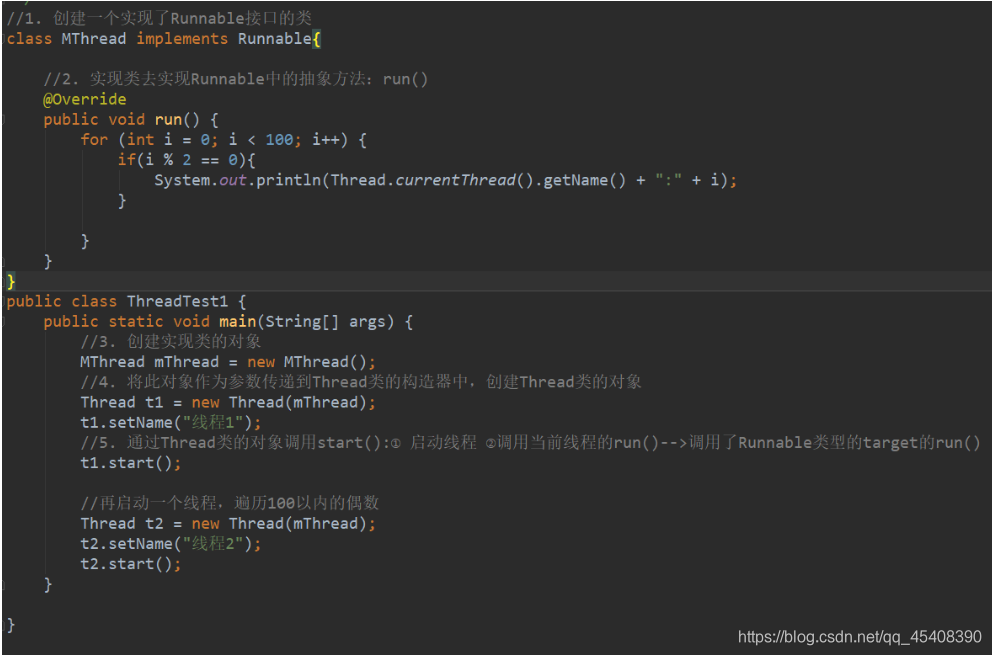 //1. 创建一个实现了Runnable接口的类
class MThread implements Runnable{
//2. 实现类去实现Runnable中的抽象方法：run()
@Override
public void run() {
for (int i = 0; i < 100; i++) {
if(i % 2 == 0){
System.out.println(Thread.currentThread().getName() + ":" + i);
}
}
}
}
public class ThreadTest1 {
public static void main(String[] args) {
//3. 创建实现类的对象
MThread mThread = new MThread();
//4. 将此对象作为参数传递到Thread类的构造器中，创建Thread类的对象
Thread t1 = new Thread(mThread);
t1.setName("线程1");
//5. 通过Thread类的对象调用start():① 启动线程 ②调用当前线程的run()-->调用了Runnable类型的target的run()
t1.start();
//再启动一个线程，遍历100以内的偶数
Thread t2 = new Thread(mThread);
t2.setName("线程2");
t2.start();
}
}
https://blog.csdn.net/qq_45408390